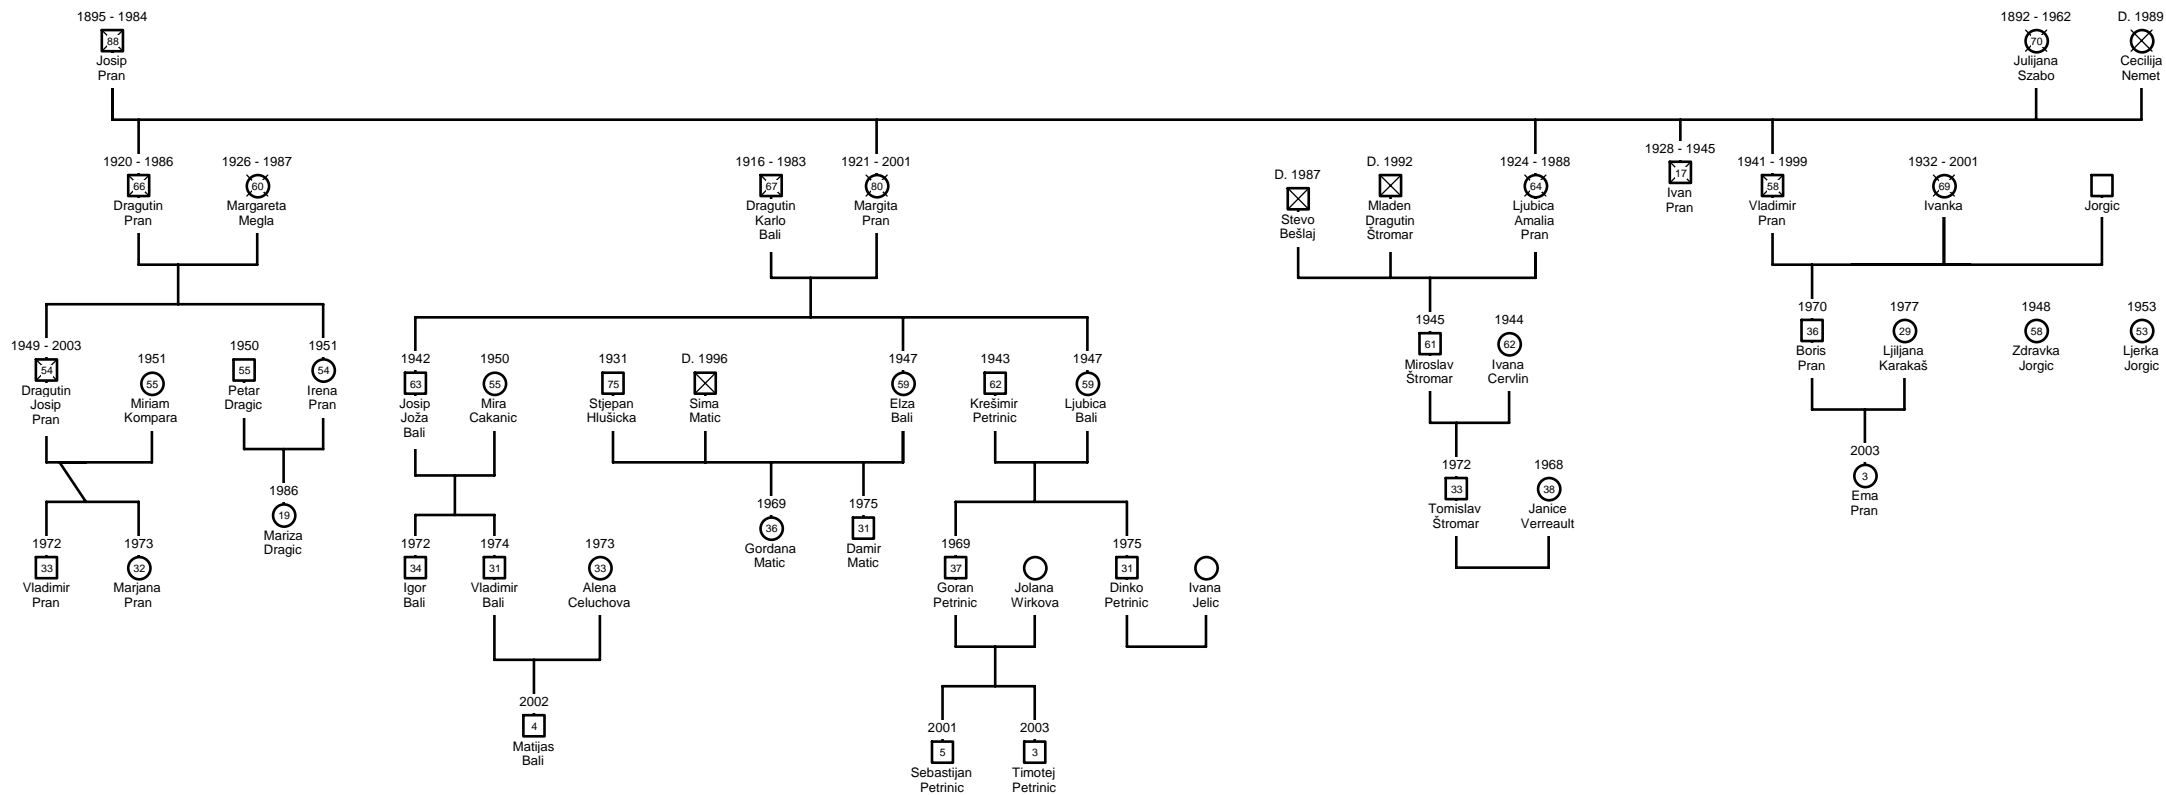 1895 - 1984
88
Josip
Pran
1892 - 1962
70
Julijana
Szabo
D. 1989
Cecilija
Nemet
1920 - 1986
66
Dragutin
Pran
1926 - 1987
60
Margareta
Megla
1916 - 1983
67
Dragutin
Karlo
Bali
1921 - 2001
80
Margita
Pran
D. 1987
Stevo
Bešlaj
D. 1992
Mladen
Dragutin
Štromar
1924 - 1988
64
Ljubica
Amalia
Pran
1928 - 1945
17
Ivan
Pran
1941 - 1999
58
Vladimir
Pran
1932 - 2001
69
Ivanka
Jorgic
1949 - 2003
54
Dragutin
Josip
Pran
1951
55
Miriam
Kompara
1950
55
Petar
Dragic
1951
54
Irena
Pran
1942
63
Josip
Joža
Bali
1950
55
Mira
Cakanic
1931
75
Stjepan
Hlušicka
D. 1996
Sima
Matic
1947
59
Elza
Bali
1943
62
Krešimir
Petrinic
1947
59
Ljubica
Bali
1945
61
Miroslav
Štromar
1944
62
Ivana
Cervlin
1970
36
Boris
Pran
1977
29
Ljiljana
Karakaš
1948
58
Zdravka
Jorgic
1953
53
Ljerka
Jorgic
1972
33
Vladimir
Pran
1973
32
Marjana
Pran
1986
19
Mariza
Dragic
1972
34
Igor
Bali
1974
31
Vladimir
Bali
1973
33
Alena
Celuchova
1969
36
Gordana
Matic
1975
31
Damir
Matic
1969
37
Goran
Petrinic
Jolana
Wirkova
1975
31
Dinko
Petrinic
Ivana
Jelic
1972
33
Tomislav
Štromar
1968
38
Janice
Verreault
2003
3
Ema
Pran
2002
4
Matijas
Bali
2001
5
Sebastijan
Petrinic
2003
3
Timotej
Petrinic